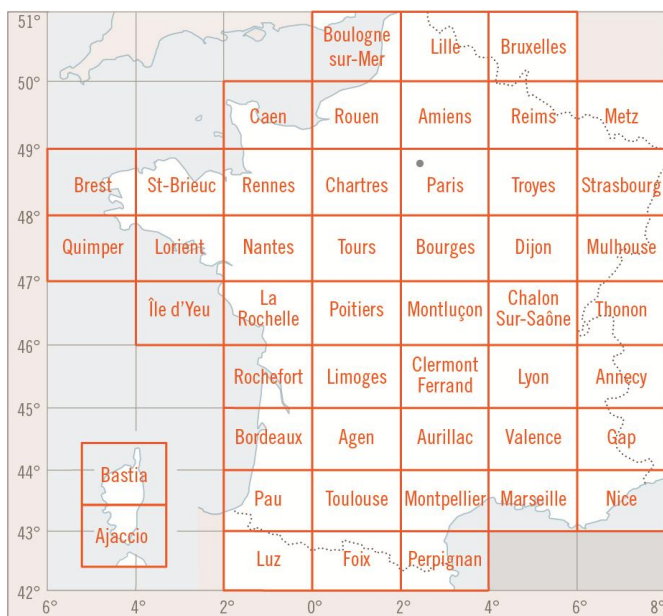 51°
Boulogne
sur-Mer
Lille
Bruxelles
50°
Caen
Rouen
Amiens
Reims
Metz
49°
Brest
St-Brieuc
Rennes
Chartres
Paris
Troyes
Strasbourg
48°
Quimper
Lorient
Nantes
Tours
Bourges
Dijon
Mulhouse
47°
Île d'Yeu
La
Rochelle
Poitiers
Montluçon
Chalon
Sur-Saône
Thonon
46°
Rochefort
Limoges
Clermont
Ferrand
Lyon
Annecy
45°
Bordeaux
Agen
Aurillac
Valence
Gap
44°
Bastia
Pau
Toulouse
Montpellier
Marseille
Nice
43°
Ajaccio
Luz
Foix
Perpignan
42°
6°
4°
2°
0°
2°
4°
6°
8°